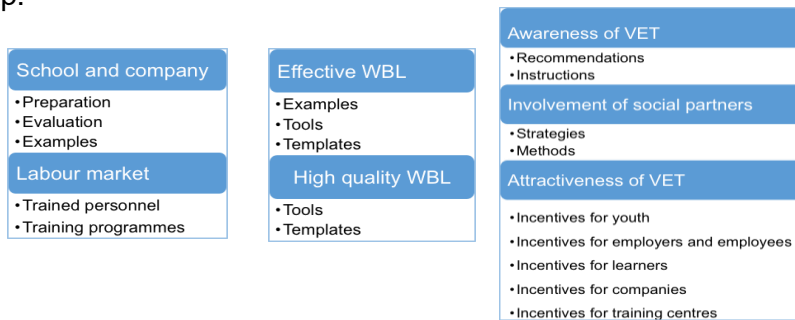 p.
School and company
•Preparation
•Evaluation
•Examples
Labour market
•Trained personnel
•Training programmes
Effective WBL
•Examples
•Tools
•Templates
High quality WBL
•Tools
•Templates
Awareness of VET
•Recommendations
•Instructions
Involvement of social partners
•Strategies
•Methods
Attractiveness of VET
•Incentives for youth
•Incentives for employers and employees
•Incentives for learners
•Incentives for companies
•Incentives for training centres